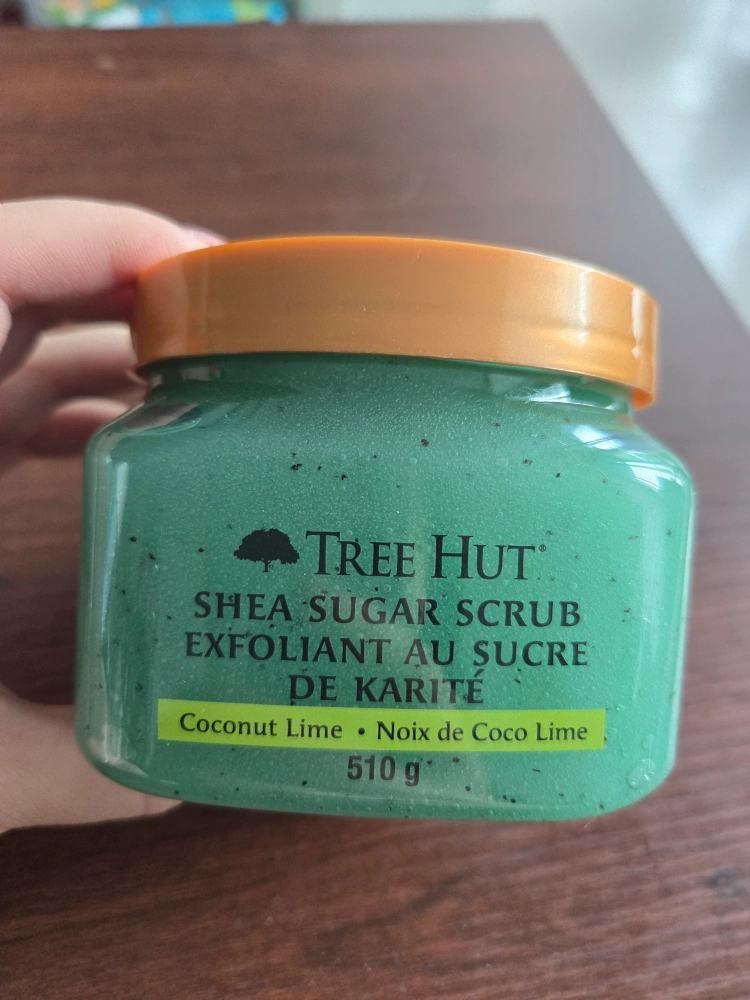 TREE HUT®
SHEA SUGAR SCRUB
EXFOLIANT AU SUCRE
DE KARITÉ
Coconut Lime • Noix de Coco Lime
510 g